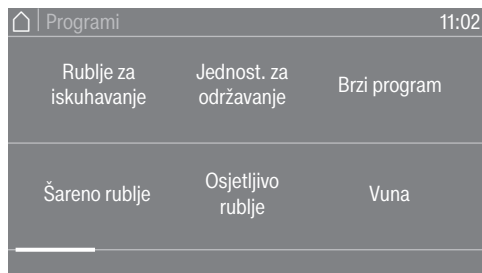 Programi 11:02
Rublje za
iskuhavanje
Jednost. za
održavanje
Brzi program
Šareno rublje
Osjetljivo
rublje
Vuna